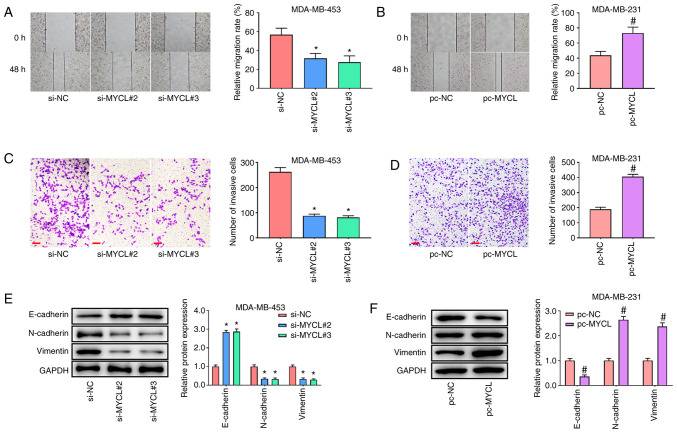 A
0 h
48 h
si-NC
si-MYCL#2
si-MYCL#3
MDA-MB-453
Relative migration rate (%)
100
80
60
40
20
0
*
*
si-NC
si-MYCL#2
si-MYCL#3
B
0 h
48 h
pc-NC
pc-MYCL
MDA-MB-231
Relative migration rate (%)
100
80
60
40
20
0
#
pc-NC
pc-MYCL
C
si-NC
si-MYCL#2
si-MYCL#3
MDA-MB-453
Number of invasive cells
300
200
100
0
*
*
si-NC
si-MYCL#2
si-MYCL#3
D
pc-NC
pc-MYCL
MDA-MB-231
Number of invasive cells
500
400
300
200
100
0
#
pc-NC
pc-MYCL
E
E-cadherin
N-cadherin
Vimentin
GAPDH
si-NC
si-MYCL#2
si-MYCL#3
MDA-MB-453
Relative protein expression
4.0
3.0
2.0
1.0
0.0
si-NC
si-MYCL#2
si-MYCL#3
* *
* *
* *
E-cadherin
N-cadherin
Vimentin
F
E-cadherin
N-cadherin
Vimentin
GAPDH
pc-NC
pc-MYCL
MDA-MB-231
Relative protein expression
3.0
2.0
1.0
0.0
pc-NC
pc-MYCL
#
#
#
E-cadherin
N-cadherin
Vimentin